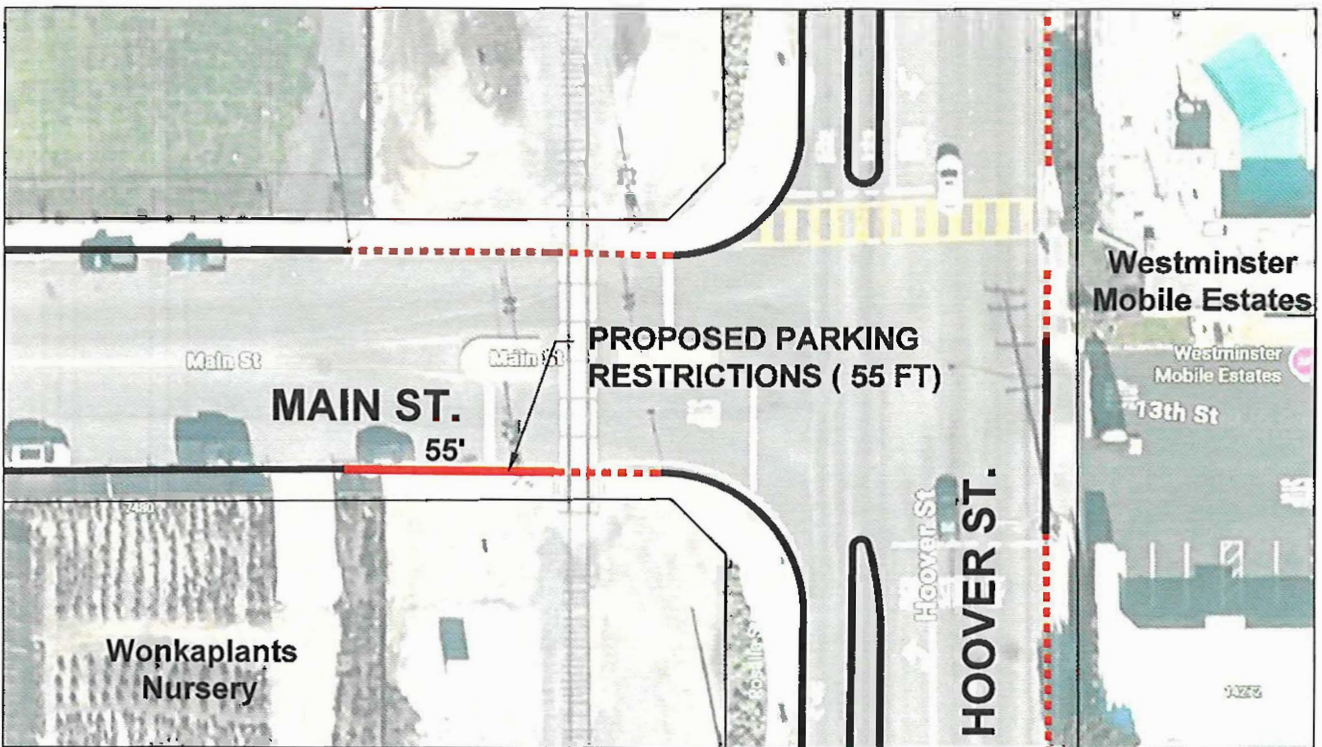 Westminster
Mobile Estates
PROPOSED PARKING
RESTRICTIONS ( 55 FT)
Main St
Main St
Westminster
Mobile Estates
MAIN ST.
55'
13th St
7480
Hoover St
HOOVER ST.
Wonkaplants
Nursery